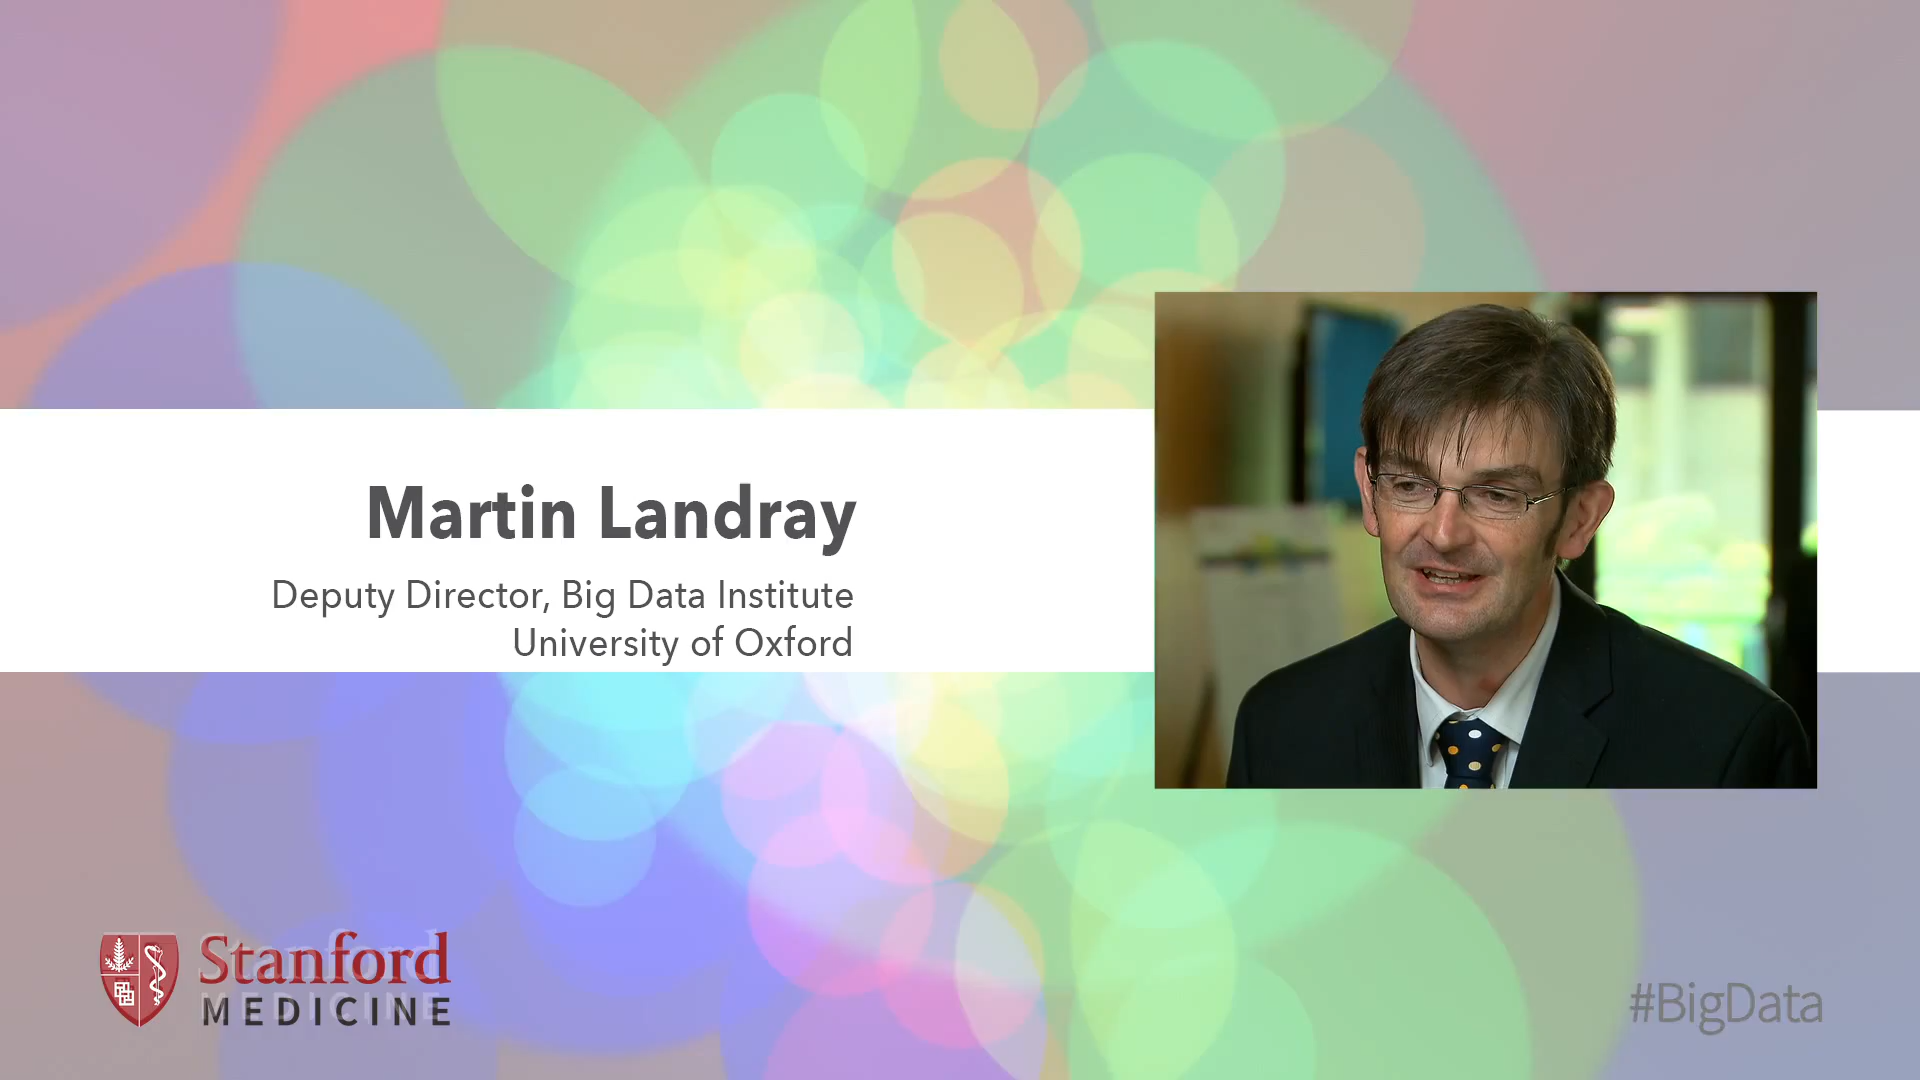 Martin Landray
Deputy Director, Big Data Institute
University of Oxford
Stanford
MEDICINE
#BigData